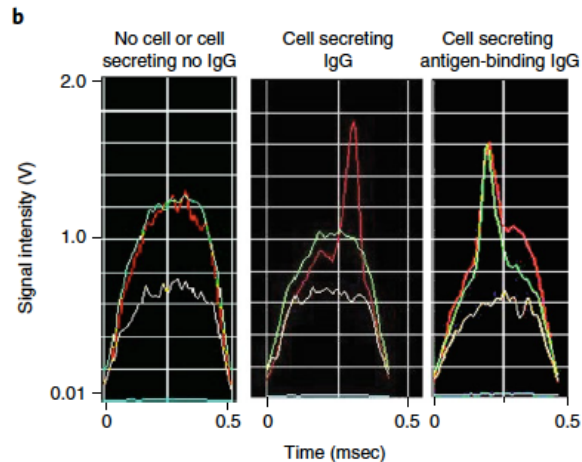 b
No cell or cell
secreting no IgG
Cell secreting
IgG
Cell secreting
antigen-binding IgG
2.0
1.0
0.01
Signal intensity (V)
0
0.5
0
0.5
0
0.5
Time (msec)